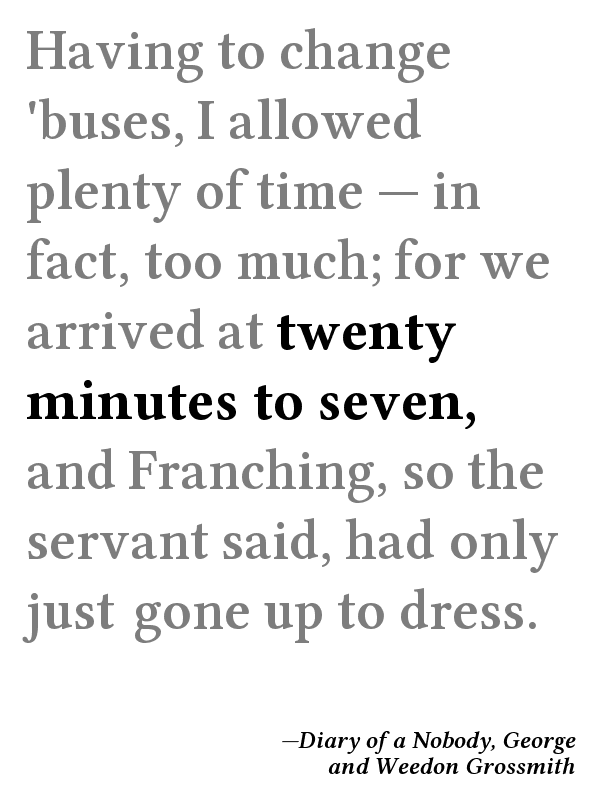 Having to change
'buses, I allowed
plenty of time — in
fact, too much; for we
arrived at twenty
minutes to seven,
and Franching, so the
servant said, had only
just gone up to dress.
—Diary of a Nobody, George
and Weedon Grossmith